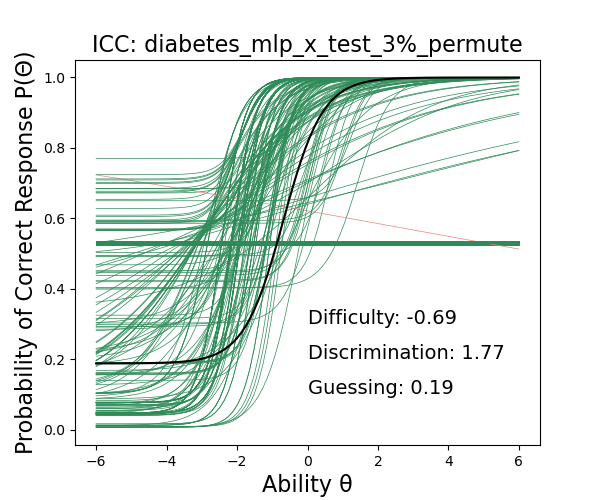 ICC: diabetes_mlp_x_test_3%_permute
Probability of Correct Response P(Θ)
1.0
0.8
0.6
0.4
0.2
0.0
Difficulty: -0.69
Discrimination: 1.77
Guessing: 0.19
−6 −4 −2 0 2 4 6
Ability θ